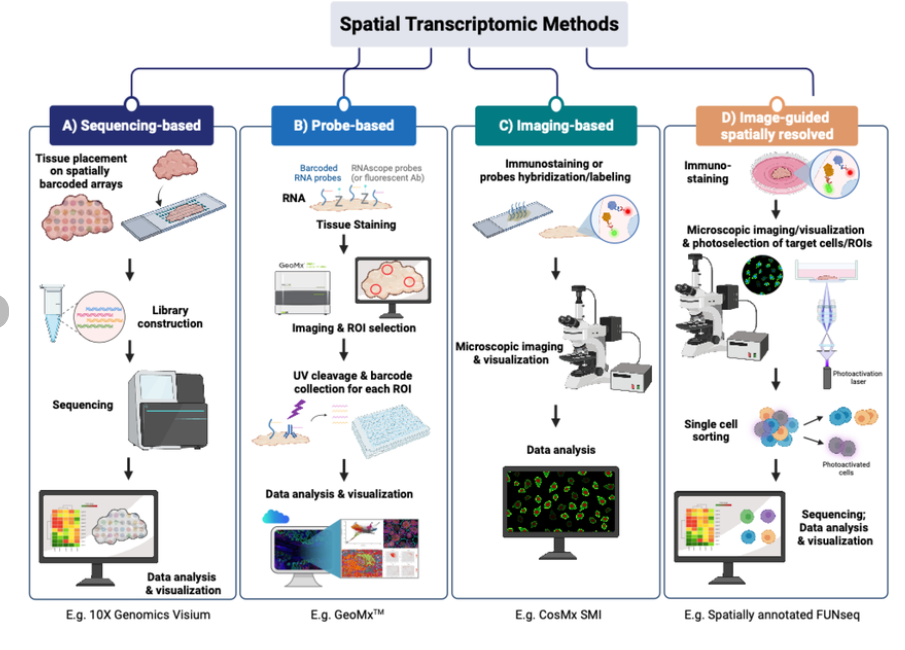 Spatial Transcriptomic Methods
A) Sequencing-based
Tissue placement
on spatially
barcoded arrays
Library
construction
Sequencing
Data analysis
& visualization
E.g. 10X Genomics Visium
B) Probe-based
Barcoded
RNA probes
RNAscope probes
(or fluorescent Ab)
RNA
Tissue Staining
GeoMx
Imaging & ROI selection
UV cleavage & barcode
collection for each ROI
Data analysis & visualization
E.g. GeoMx™
C) Imaging-based
Immunostaining or
probes hybridization/labeling
Microscopic imaging
& visualization
Data analysis
E.g. CosMx SMI
D) Image-guided
spatially resolved
Immuno-
staining
Microscopic imaging/visualization
& photoselection of target cells/ROIs
Photoactivation
laser
Single cell
sorting
Photoactivated
cells
Sequencing;
Data analysis
& visualization
E.g. Spatially annotated FUNseq